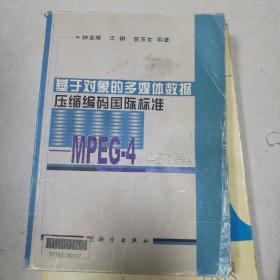 钟玉琢 王琪 贺玉文 编著
基于对象的多媒体数据
压缩编码国际标准
——MPEG-4
科学出版社